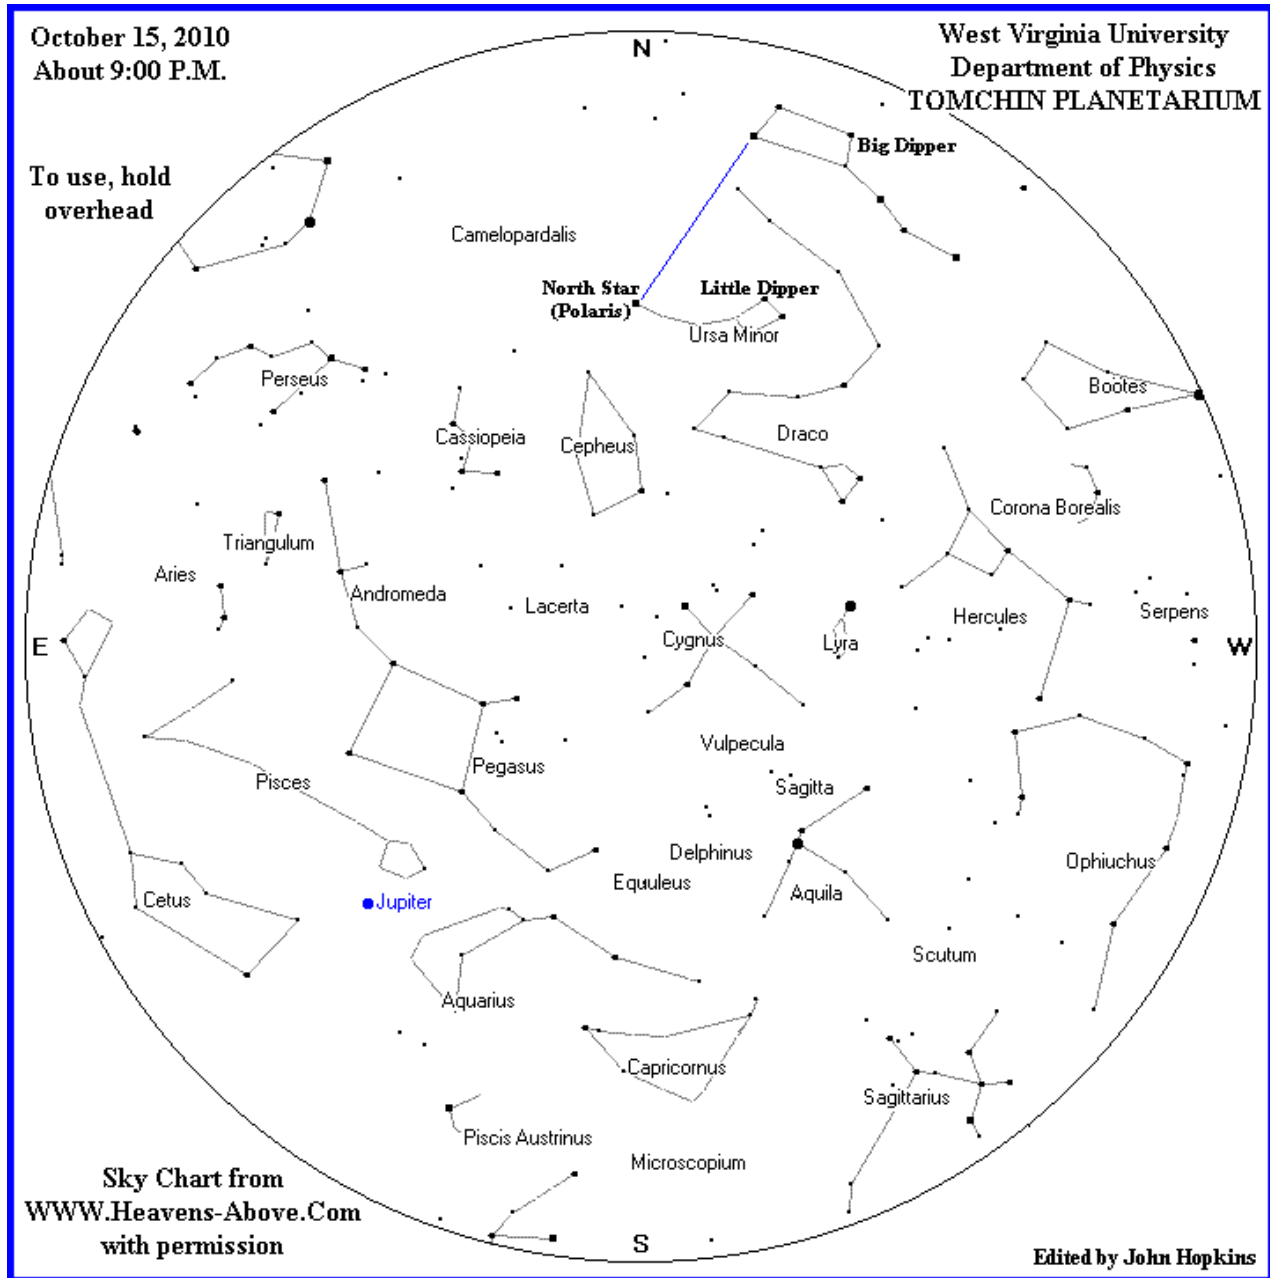 October 15, 2010
About 9:00 P.M.
N
West Virginia University
Department of Physics
TOMCHIN PLANETARIUM
Big Dipper
To use, hold
overhead
Camelopardalis
North Star
(Polaris)
Little Dipper
Ursa Minor
Perseus
Boötes
Cassiopeia
Cepheus
Draco
Corona Borealis
Triangulum
Aries
Andromeda
Lacerta
Hercules
Serpens
E
Cygnus
Lyra
W
Vulpecula
Pegasus
Pisces
Sagitta
Delphinus
Ophiuchus
Equuleus
Aquila
Cetus
Jupiter
Scutum
Aquarius
Capricornus
Sagittarius
Piscis Austrinus
Microscopium
Sky Chart from
WWW.Heavens-Above.Com
with permission
S
Edited by John Hopkins